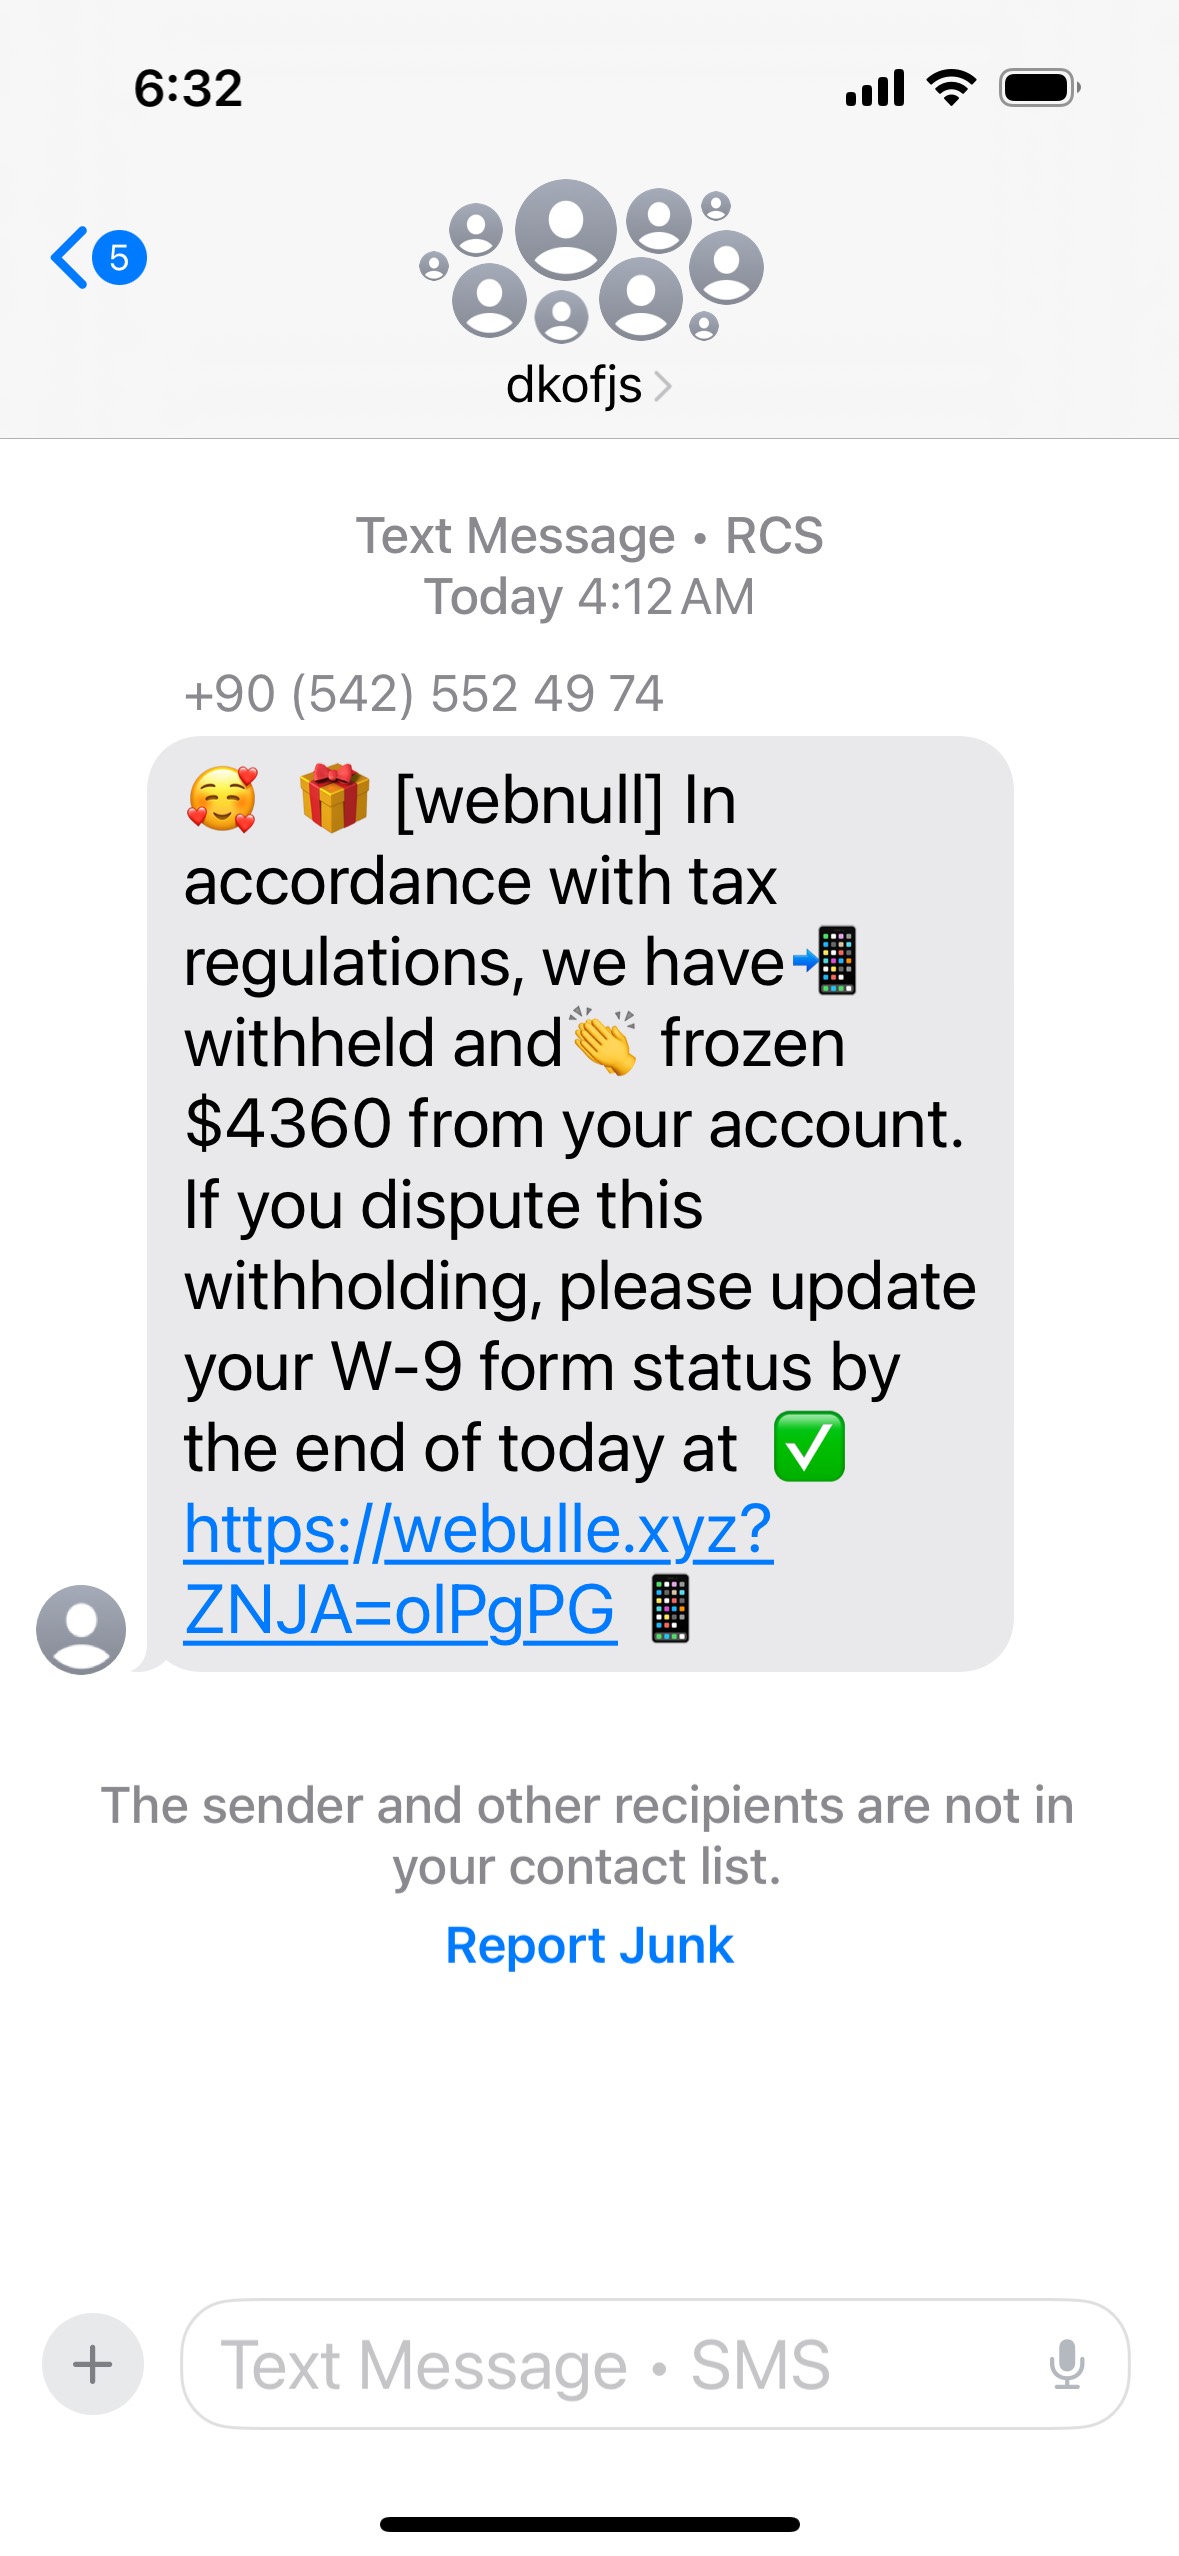 6:32
5
dkofjs
Text Message • RCS
Today 4:12 AM
+90 (542) 552 49 74
🥰 🎁 [webnull] In
accordance with tax
regulations, we have📲
withheld and👏 frozen
$4360 from your account.
If you dispute this
withholding, please update
your W-9 form status by
the end of today at ✅
https://webulle.xyz?
ZNJA=olPgPG 📱
The sender and other recipients are not in
your contact list.
Report Junk
Text Message • SMS